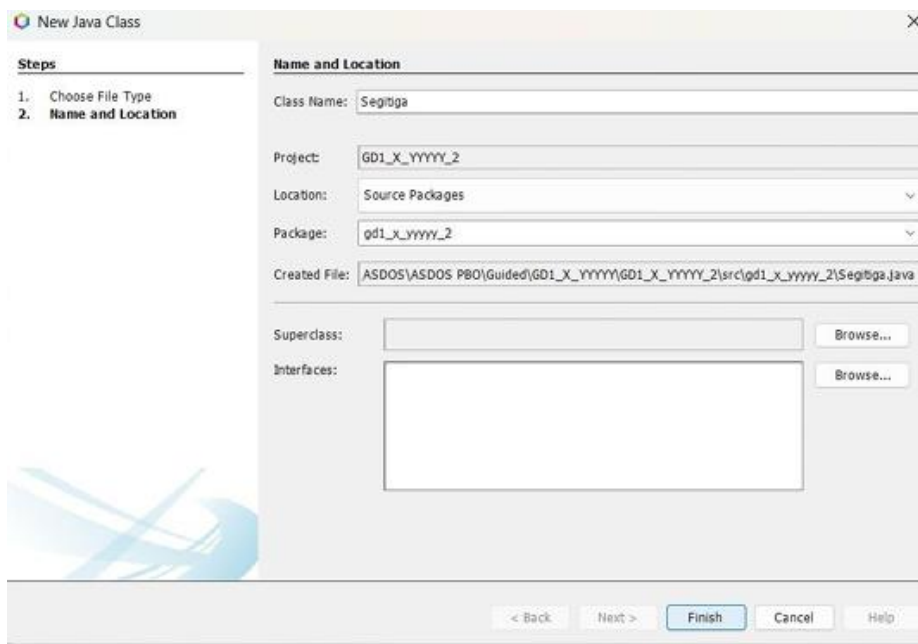 New Java Class
Steps
1. Choose File Type
2. Name and Location
Name and Location
Class Name: Segitiga
Project: GD1_X_YYYYY_2
Location: Source Packages
Package: gd1_x_yyyyy_2
Created File: ASDOS\ASDOS PBO\Guided\GD1_X_YYYYY\GD1_X_YYYYY_2\src\gd1_x_yyyyy_2\Segitiga.java
Superclass: Browse...
Interfaces: Browse...
< Back Next > Finish Cancel Help